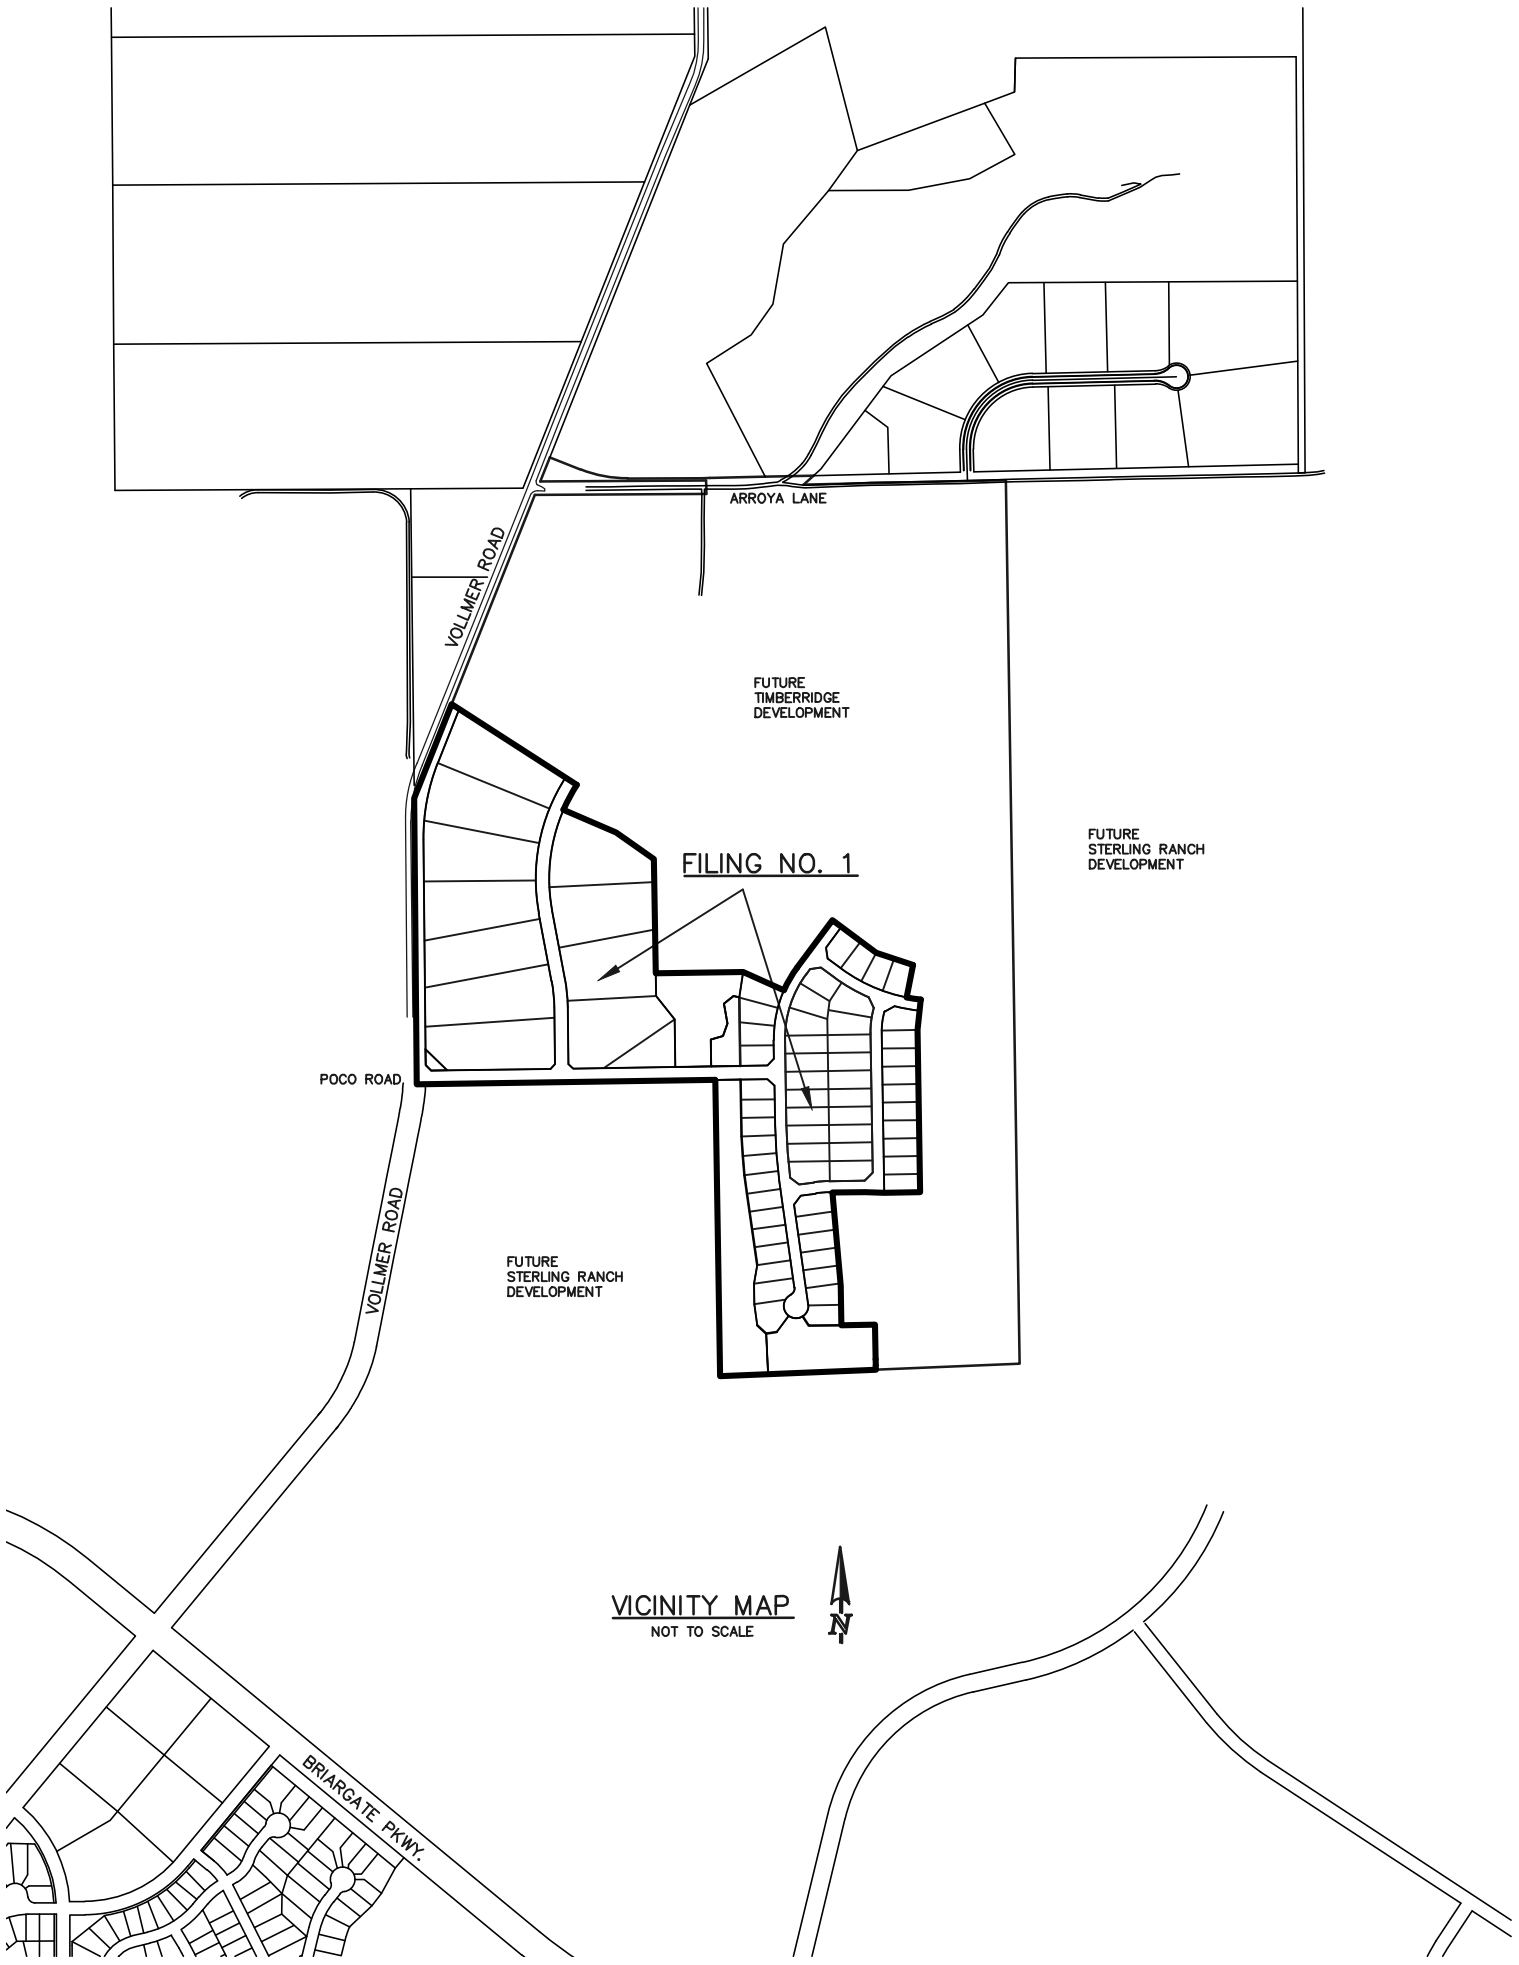 ARROYA LANE
VOLLMER ROAD
FUTURE
TIMBERRIDGE
DEVELOPMENT
FUTURE
STERLING RANCH
DEVELOPMENT
FILING NO. 1
POCO ROAD
VOLLMER ROAD
FUTURE
STERLING RANCH
DEVELOPMENT
VICINITY MAP
NOT TO SCALE
N
BRIARGATE PKWY.